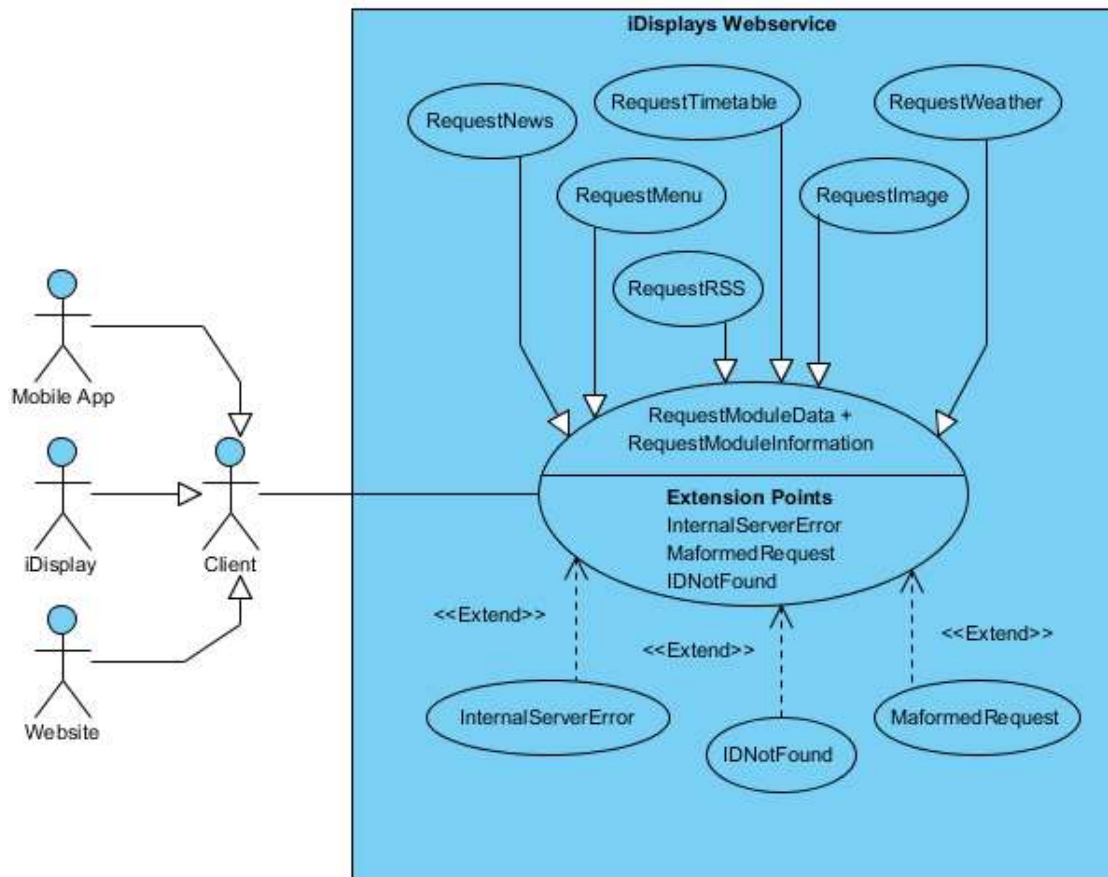 iDisplays Webservice
RequestTimetable
RequestWeather
RequestNews
RequestMenu
RequestImage
RequestRSS
Mobile App
RequestModuleData +
RequestModuleInformation
Extension Points
InternalServerError
MaformedRequest
IDNotFound
iDisplay
Client
<<Extend>>
<<Extend>>
<<Extend>>
InternalServerError
MaformedRequest
Website
IDNotFound